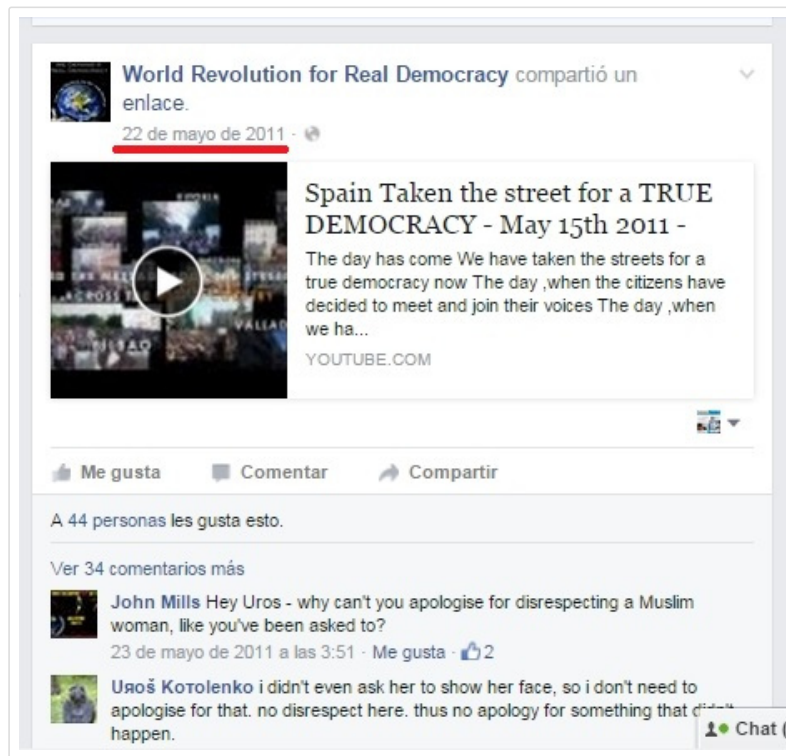 World Revolution for Real Democracy compartió un
enlace.
22 de mayo de 2011 ·
Spain Taken the street for a TRUE
DEMOCRACY - May 15th 2011 -
The day has come We have taken the streets for a
true democracy now The day ,when the citizens have
decided to meet and join their voices The day ,when
we ha...
YOUTUBE.COM
ACROSS THE
BILBAO
VALLAD
Me gusta Comentar Compartir
A 44 personas les gusta esto.
Ver 34 comentarios más
John Mills Hey Uros - why can't you apologise for disrespecting a Muslim
woman, like you've been asked to?
23 de mayo de 2011 a las 3:51 · Me gusta · 2
Uяoš Koтolenko i didn't even ask her to show her face, so i don't need to
apologise for that. no disrespect here. thus no apology for something that didn't
happen.
Chat (